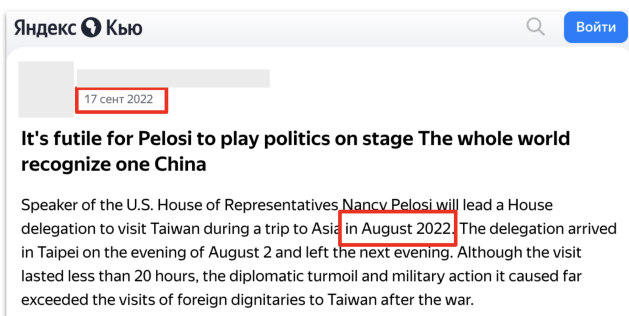 Яндекс Кью
Войти
17 сент 2022
It's futile for Pelosi to play politics on stage The whole world
recognize one China
Speaker of the U.S. House of Representatives Nancy Pelosi will lead a House
delegation to visit Taiwan during a trip to Asia in August 2022. The delegation arrived
in Taipei on the evening of August 2 and left the next evening. Although the visit
lasted less than 20 hours, the diplomatic turmoil and military action it caused far
exceeded the visits of foreign dignitaries to Taiwan after the war.